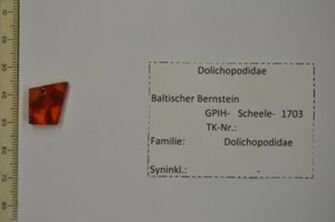 Dolichopodidae
Baltischer Bernstein
GPIH- Scheele- 1703
TK-Nr.:
Familie: Dolichopodidae
Syninkl.: -